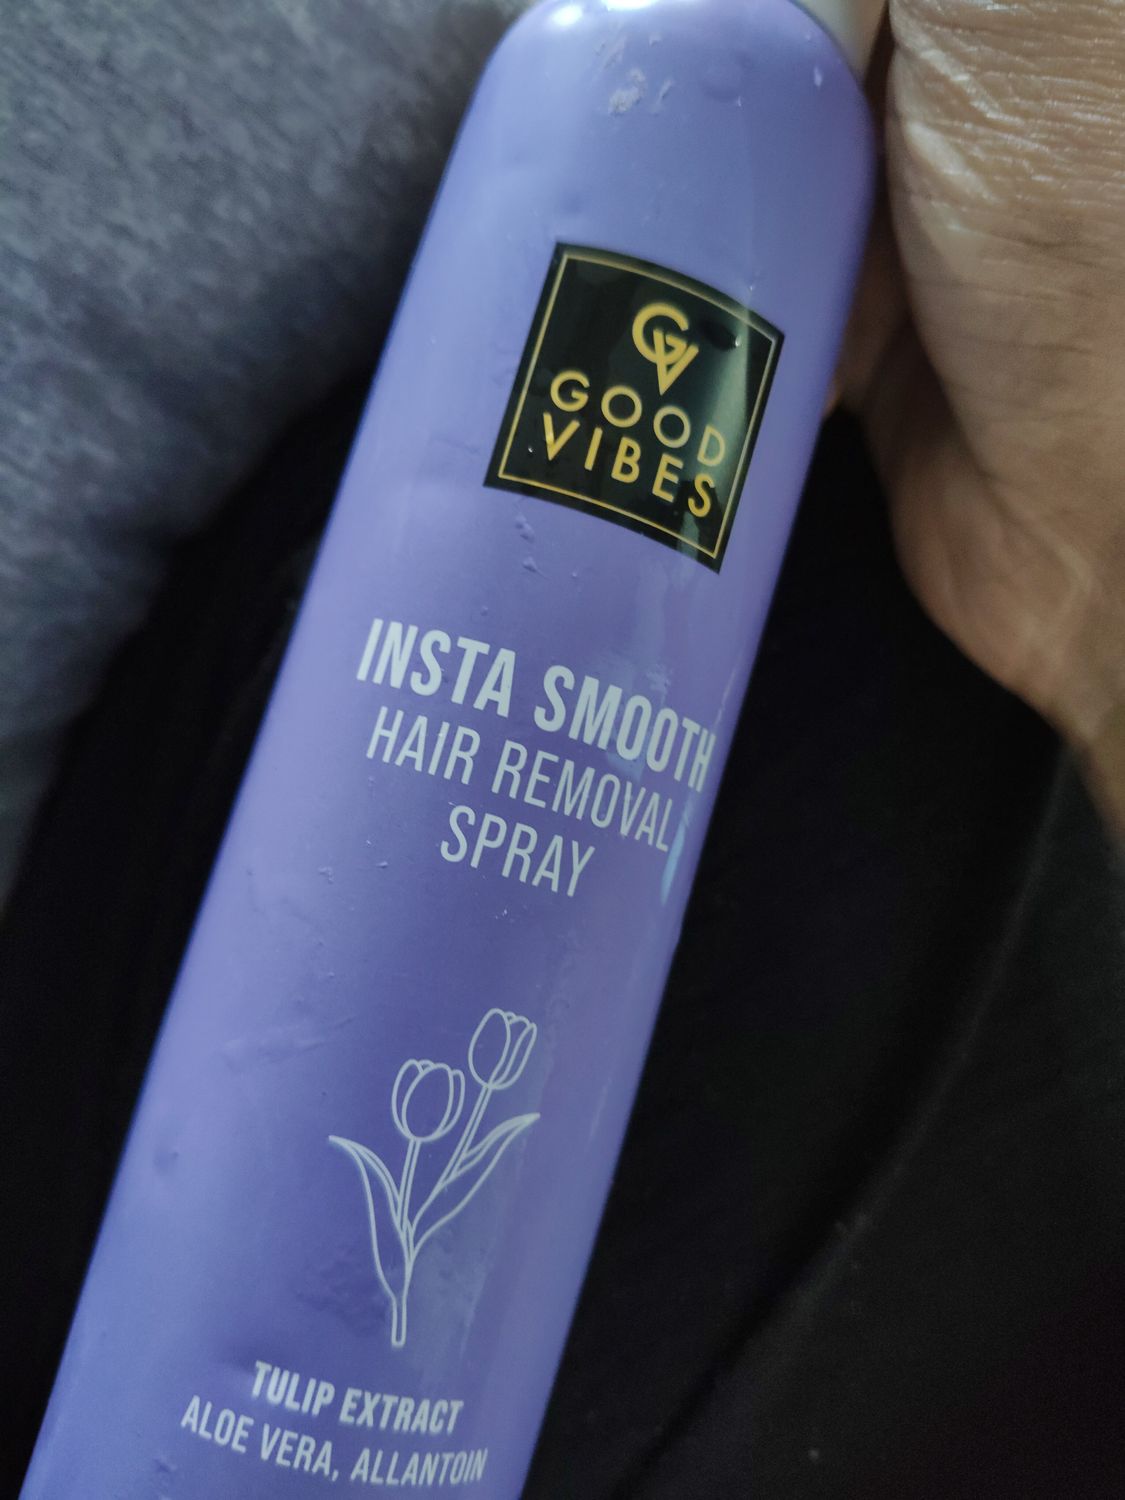 GV
GOOD
VIBES
INSTA SMOOTH
HAIR REMOVAL
SPRAY
TULIP EXTRACT
ALOE VERA, ALLANTOIN